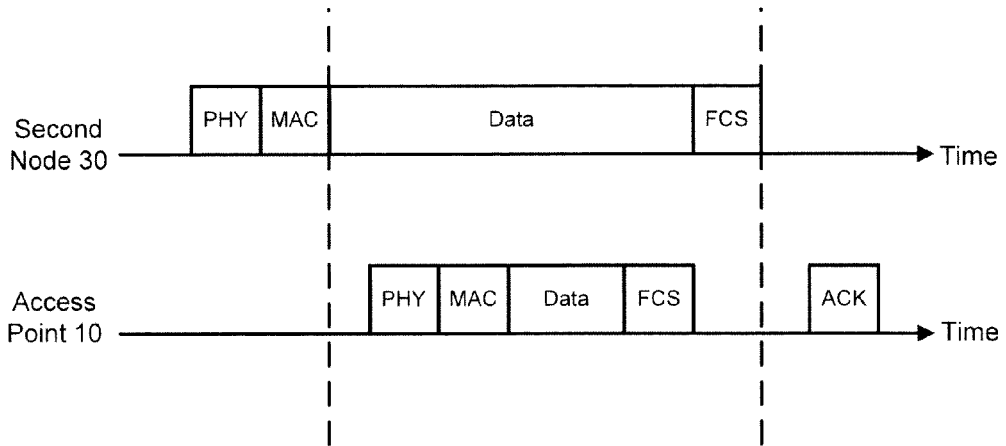 PHY MAC Data FCS
Second
Node 30
Time
PHY MAC Data FCS ACK
Access
Point 10
Time